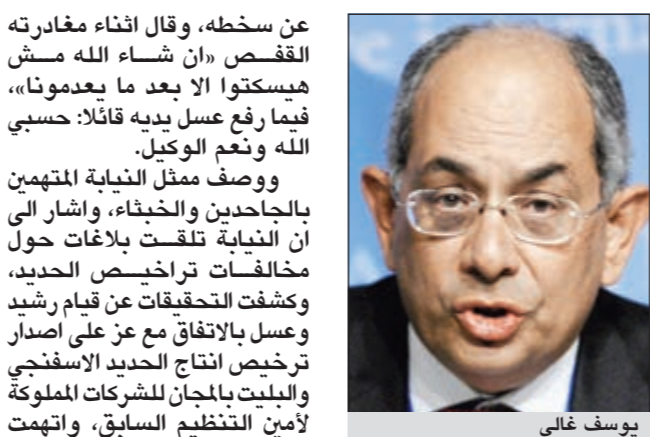 عن سخطه، وقال اثناء مغادرته
القفص «ان شاء الله مش
هيسكتوا الا بعد ما يعدمونا»،
فيما رفع عسل يديه قائلا: حسبي
الله ونعم الوكيل.
ووصف ممثل النيابة المتهمين
بالجاحدين والخبثاء، واشار الى
ان النيابة تلقت بلاغات حول
مخالفات تراخيص الحديد،
وكشفت التحقيقات عن قيام رشيد
وعسل بالاتفاق مع عز على اصدار
ترخيص انتاج الحديد الاسفنجي
والبليت بالمجان للشركات المملوكة
لأمين التنظيم السابق، واتهمت
يوسف غالي